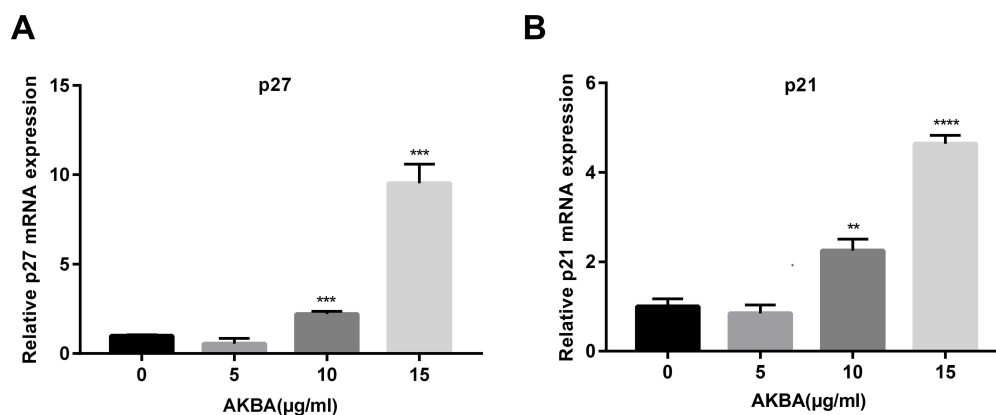 A
p27
Relative p27 mRNA expression
15
10
5
0
***
***
0 5 10 15
AKBA(μg/ml)
B
p21
Relative p21 mRNA expression
6
4
2
0
**
****
0 5 10 15
AKBA(μg/ml)